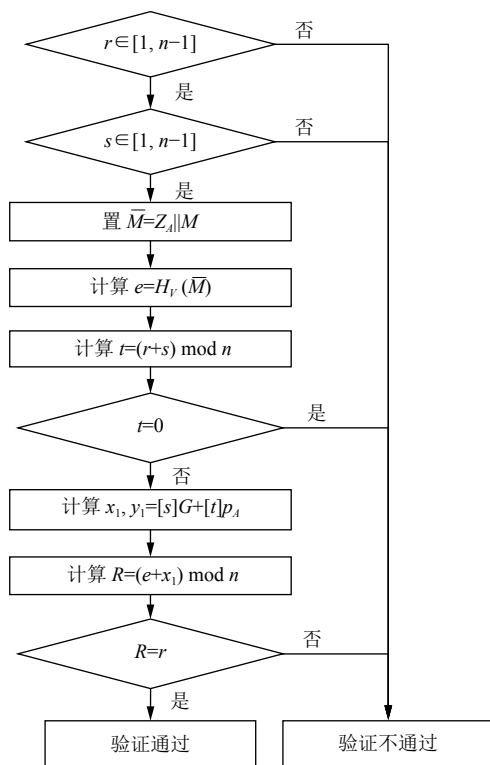 r∈[1, n−1]
否
是
s∈[1, n−1]
否
是
置 M̅=Z_A||M
计算 e=H_V (M̅)
计算 t=(r+s) mod n
t=0
是
否
计算 x₁, y₁=[s]G+[t]p_A
计算 R=(e+x₁) mod n
R=r
否
是
验证通过
验证不通过